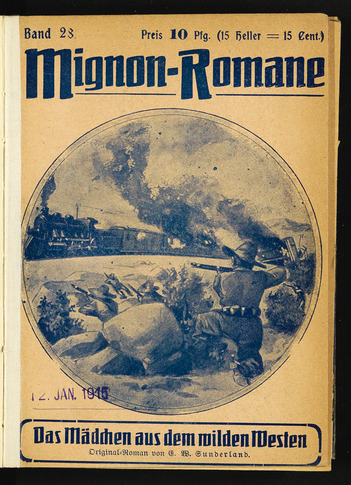 Band 28
Preis 10 Pfg. (15 Heller = 15 Cent.)
Mignon-Romane
12. JAN. 1915
Das Mädchen aus dem wilden Westen
Original-Roman von E. W. Sunderland.